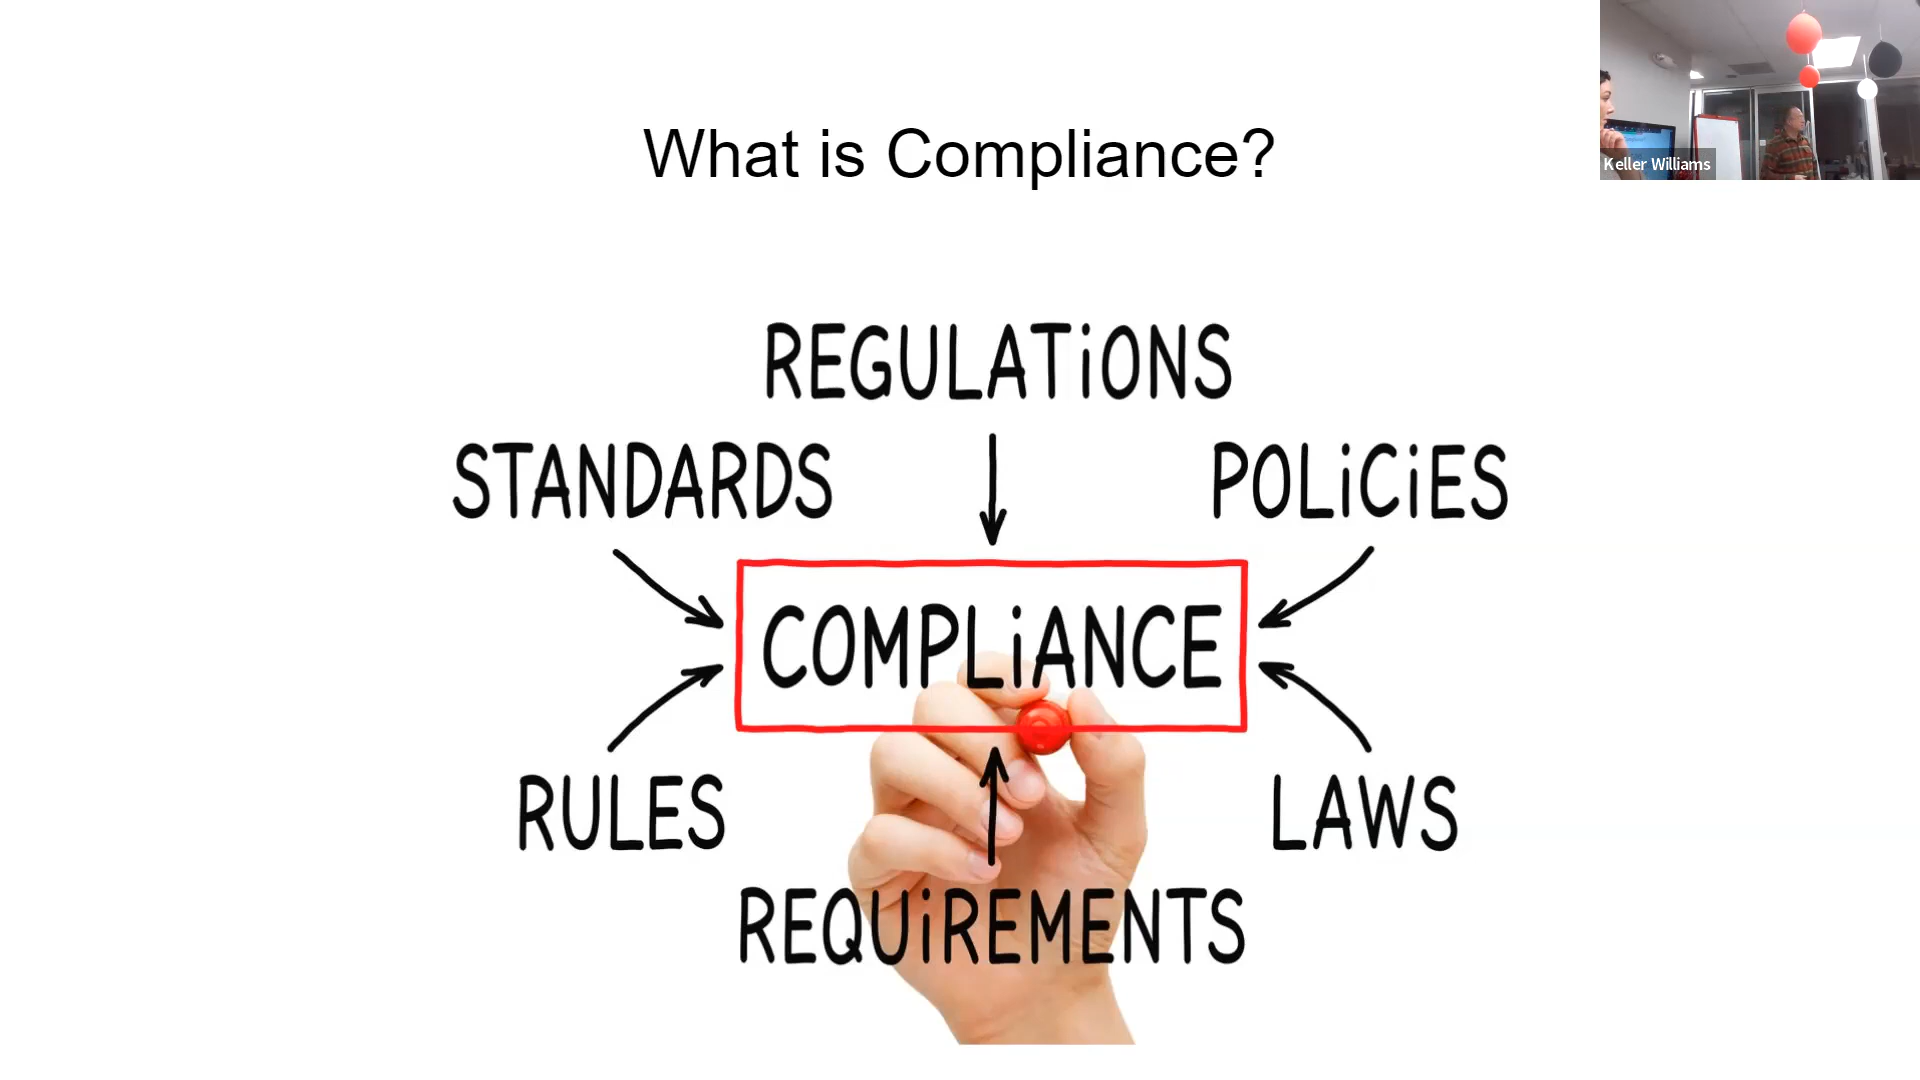 What is Compliance?
Keller Williams
REGULATiONS
STANDARDS
POLiCiES
COMPLiANCE
RULES
LAWS
REQUiREMENTS